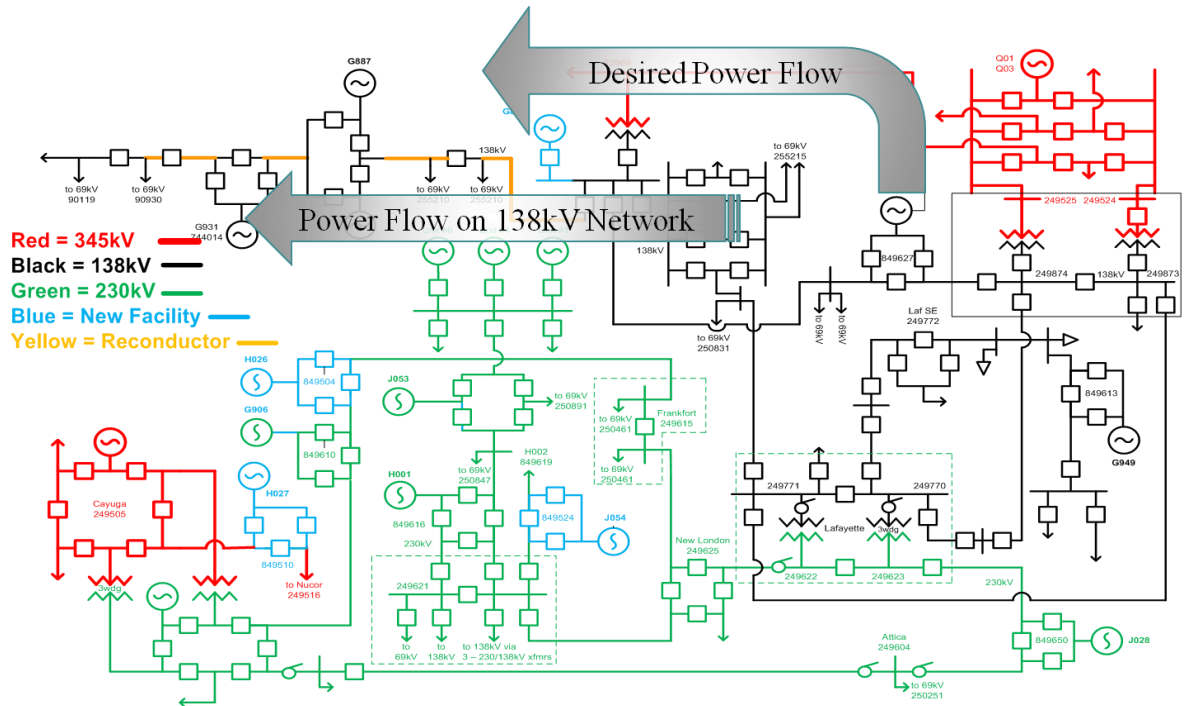 Desired Power Flow
Q01
Q03
G887
138kV
to 69kV
255215
to 69kV
90119
to 69kV
90930
to 69kV
255210
to 69kV
255210
G931
744014
Power Flow on 138kV Network
138kV
249525
249524
849627
249874
138kV
249873
Red = 345kV
Black = 138kV
Green = 230kV
Blue = New Facility
Yellow = Reconductor
to 69kV
250831
to 69kV
to 69kV
Laf SE
249772
H026
849504
J053
to 69kV
250891
Frankfort
249615
to 69kV
250461
to 69kV
250461
849613
G949
G906
849610
H002
849619
to 69kV
250847
H001
849616
230kV
849524
J054
Cayuga
249505
H027
849510
to Nucor
249516
3wdg
249771
249770
Lafayette
3wdg
New London
249625
249622
249623
230kV
249621
to
69kV
to
138kV
to 138kV via
3 – 230/138kV xfmrs
Attica
249604
to 69kV
250251
849650
J028